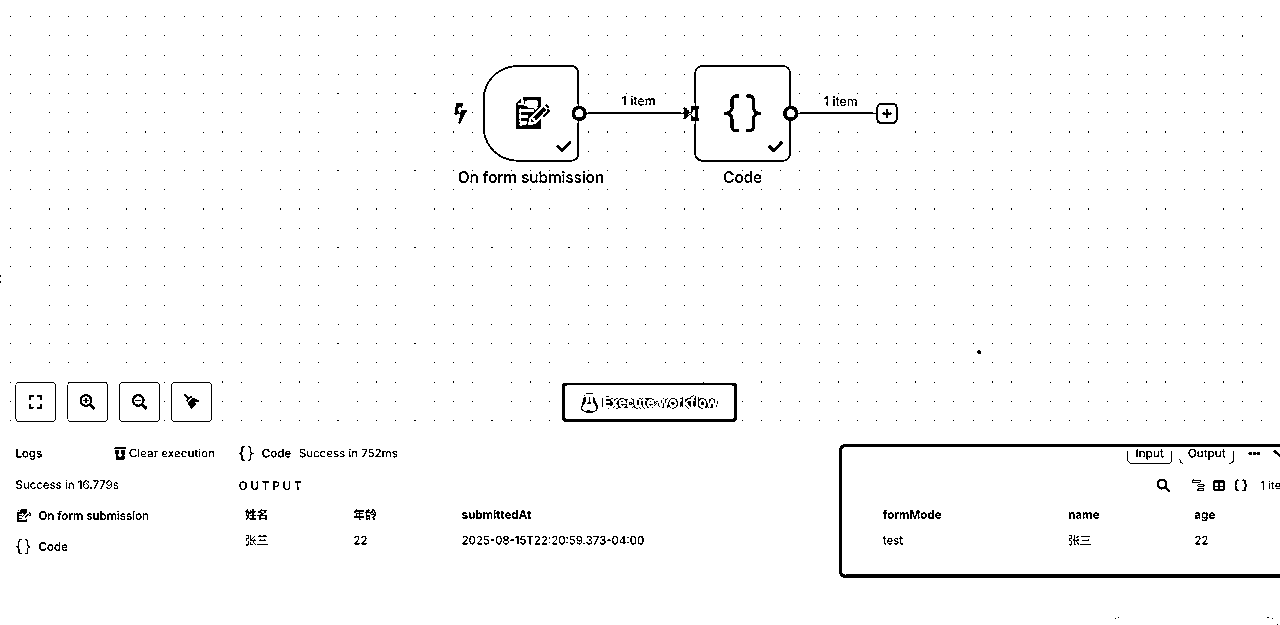 1 item
1 item
On form submission
Code
Execute workflow
Logs
Clear execution
{} Code Success in 752ms
Input
Output
Success in 16.779s
OUTPUT
1 ite
On form submission
姓名
年龄
submittedAt
formMode
name
age
Code
张三
22
2025-08-15T22:20:59.373-04:00
test
张三
22